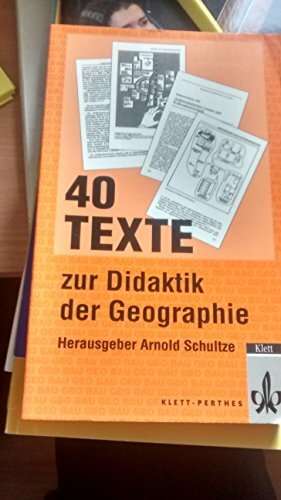 40
TEXTE
zur Didaktik
der Geographie
Herausgeber Arnold Schultze
Klett
KLETT-PERTHES